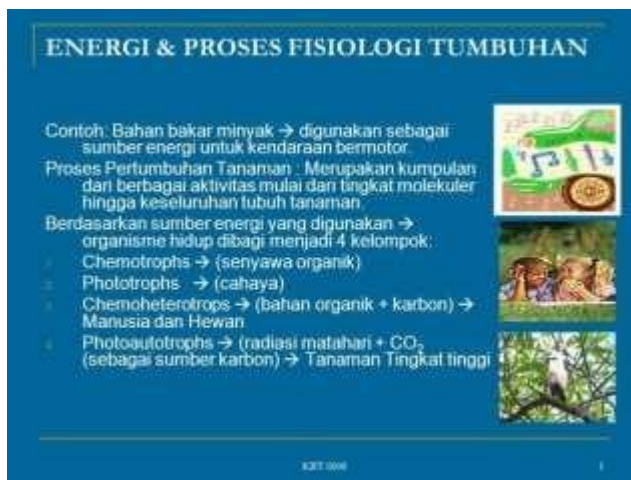 ENERGI & PROSES FISIOLOGI TUMBUHAN
Contoh: Bahan bakar minyak → digunakan sebagai
sumber energi untuk kendaraan bermotor.
Proses Pertumbuhan Tanaman : Merupakan kumpulan
dari berbagai aktivitas mulai dari tingkat molekuler
hingga keseluruhan tubuh tanaman.
Berdasarkan sumber energi yang digunakan →
organisme hidup dibagi menjadi 4 kelompok:
Chemotrophs → (senyawa organik)
Phototrophs → (cahaya)
Chemoheterotrops → (bahan organik + karbon) →
Manusia dan Hewan
Photoautotrophs → (radiasi matahari + CO₂
(sebagai sumber karbon) → Tanaman Tingkat tinggi